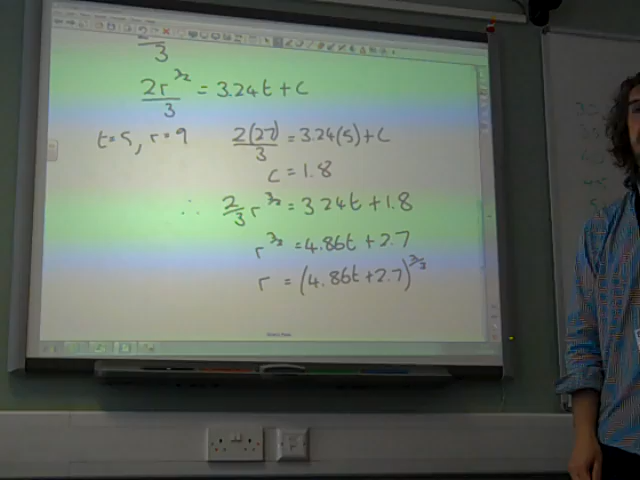 3
2r^3/2 / 3 = 3.24t + c
t=5, r=9 2(27)/3 = 3.24(5) + c
c = 1.8
∴ 2/3 r^3/2 = 3.24t + 1.8
r^3/2 = 4.86t + 2.7
r = (4.86t + 2.7)^2/3